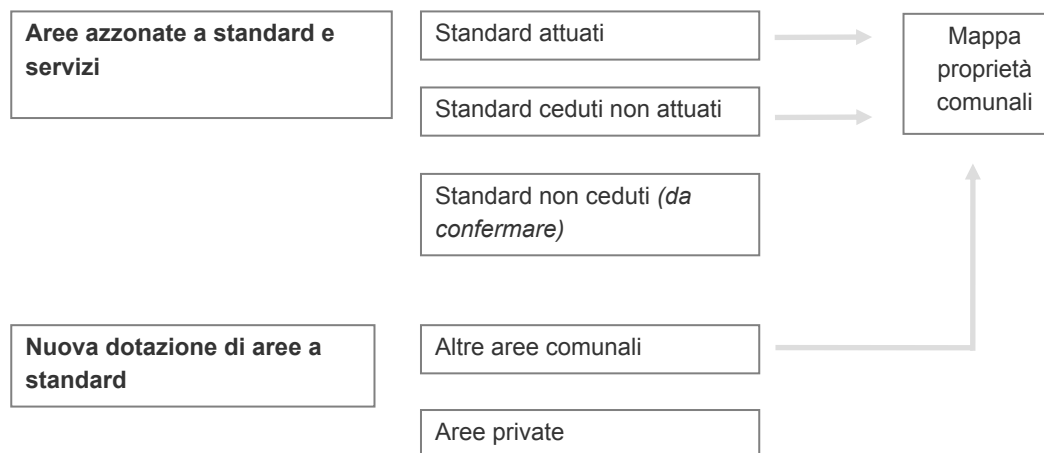 Aree azzonate a standard e
servizi
Standard attuati
Mappa
proprietà
comunali
Standard ceduti non attuati
Standard non ceduti (da
confermare)
Nuova dotazione di aree a
standard
Altre aree comunali
Aree private